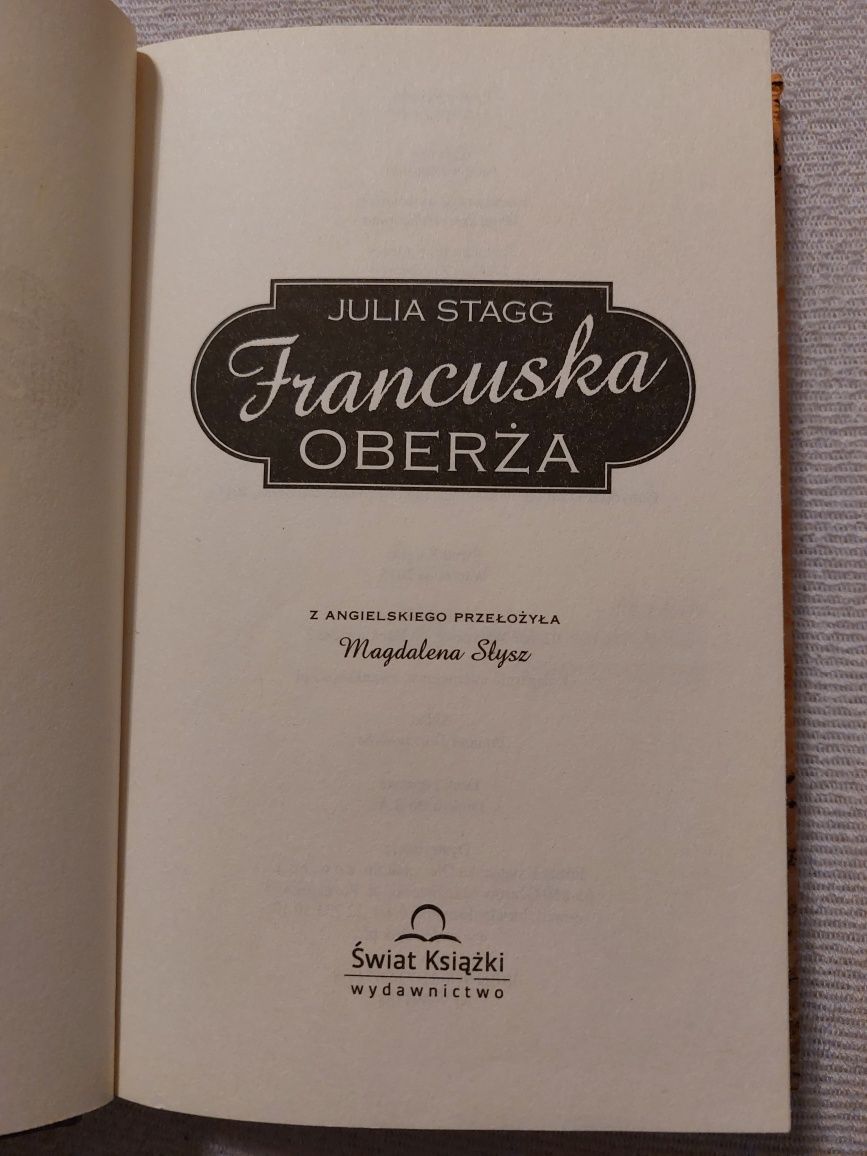 JULIA STAGG
Francuska
OBERŻA
Z ANGIELSKIEGO PRZEŁOŻYŁA
Magdalena Słysz
Świat Książki
wydawnictwo